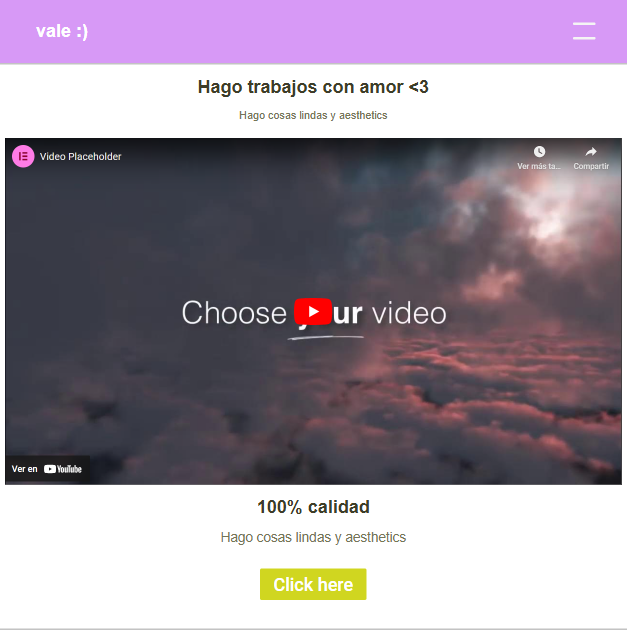 vale :)
Hago trabajos con amor <3
Hago cosas lindas y aesthetics
Video Placeholder
Ver más ta...
Compartir
Choose your video
Ver en YouTube
100% calidad
Hago cosas lindas y aesthetics
Click here